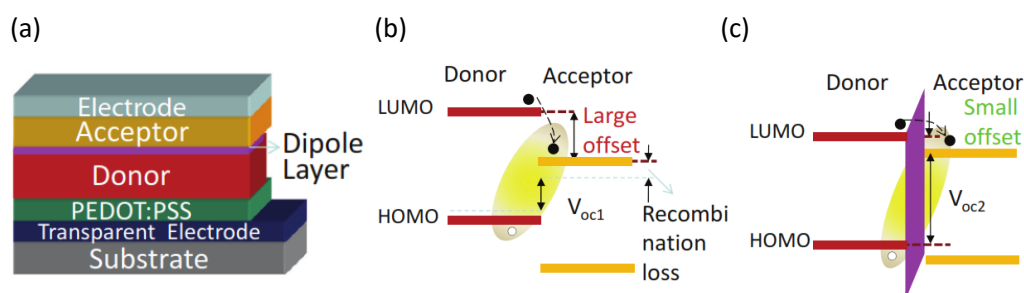 (a)
Electrode
Acceptor
Dipole
Layer
Donor
PEDOT:PSS
Transparent Electrode
Substrate
(b)
Donor Acceptor
LUMO
Large
offset
HOMO
Voc1
Recombi
nation
loss
(c)
Donor Acceptor
Small
offset
LUMO
Voc2
HOMO